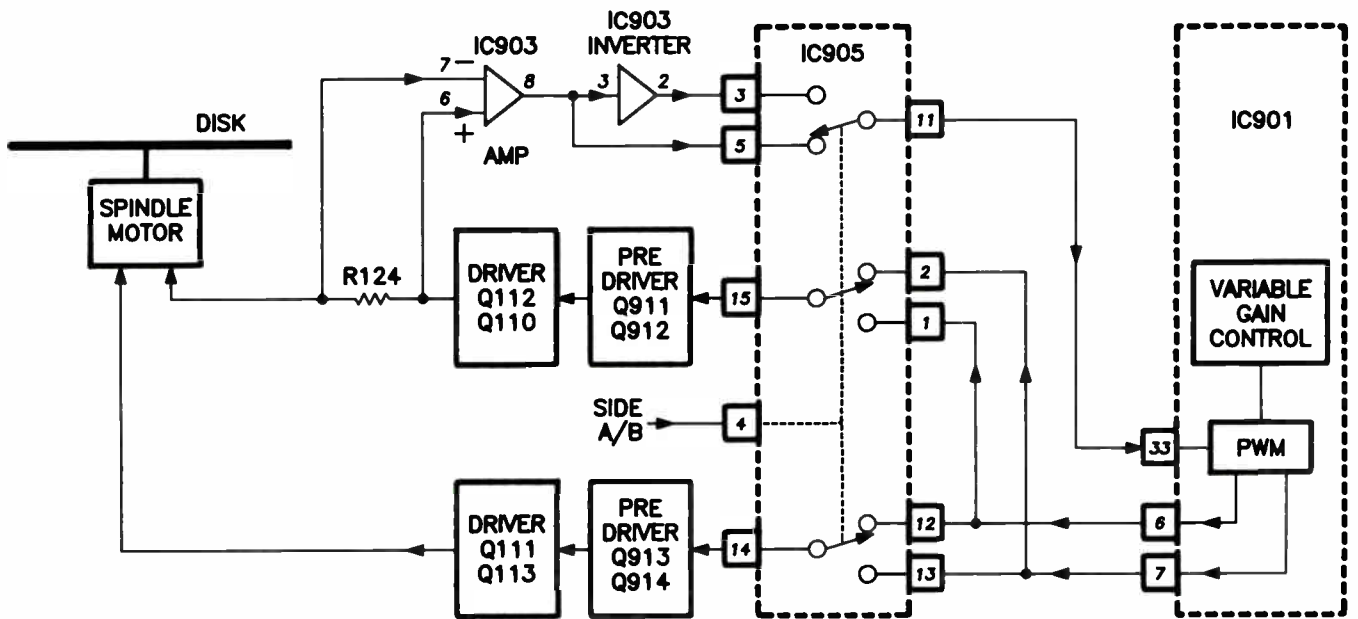 IC903
INVERTER
IC903
IC905
7 −
8
3
2
3
6
+
AMP
5
11
IC901
DISK
SPINDLE
MOTOR
R124
DRIVER
Q112
Q110
PRE
DRIVER
Q911
Q912
15
2
1
VARIABLE
GAIN
CONTROL
SIDE
A/B
4
33
PWM
DRIVER
Q111
Q113
PRE
DRIVER
Q913
Q914
14
12
6
13
7